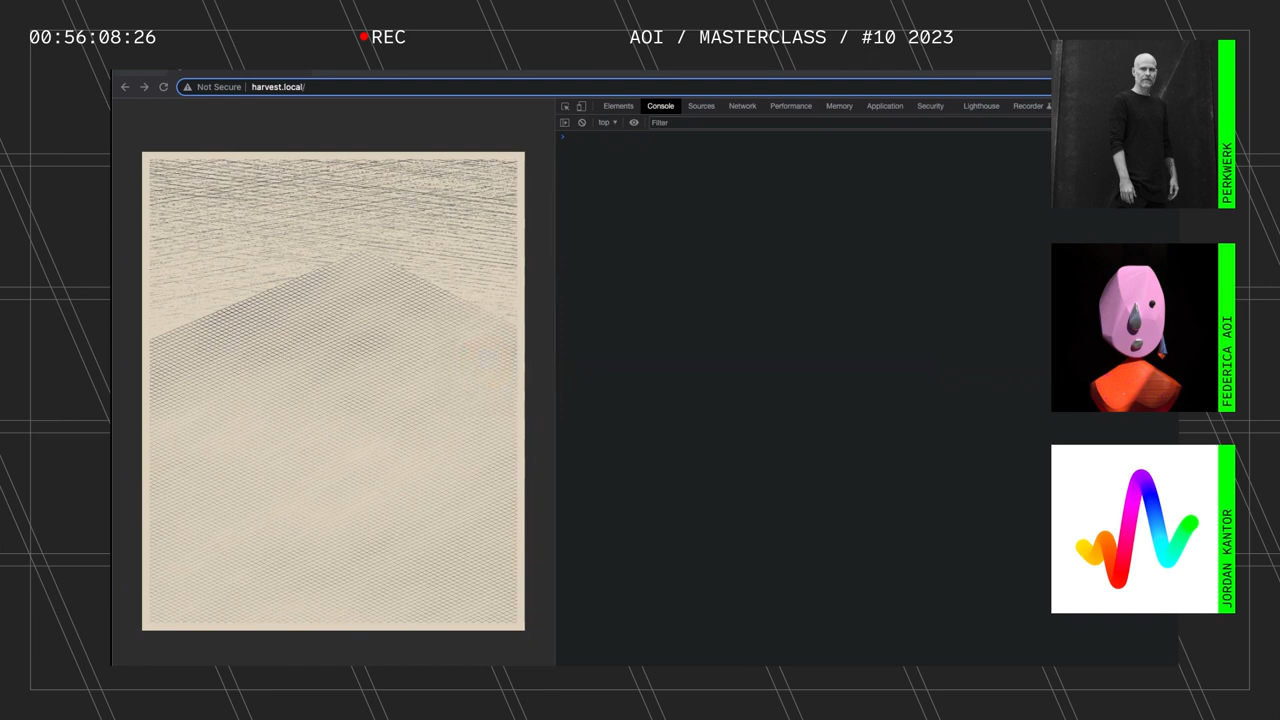 00:56:08:26
REC
AOI / MASTERCLASS / #10 2023
Not Secure
harvest.local/
Elements
Console
Sources
Network
Performance
Memory
Application
Security
Lighthouse
Recorder
top
Filter
PERKWERK
FEDERICA AOI
JORDAN KANTOR